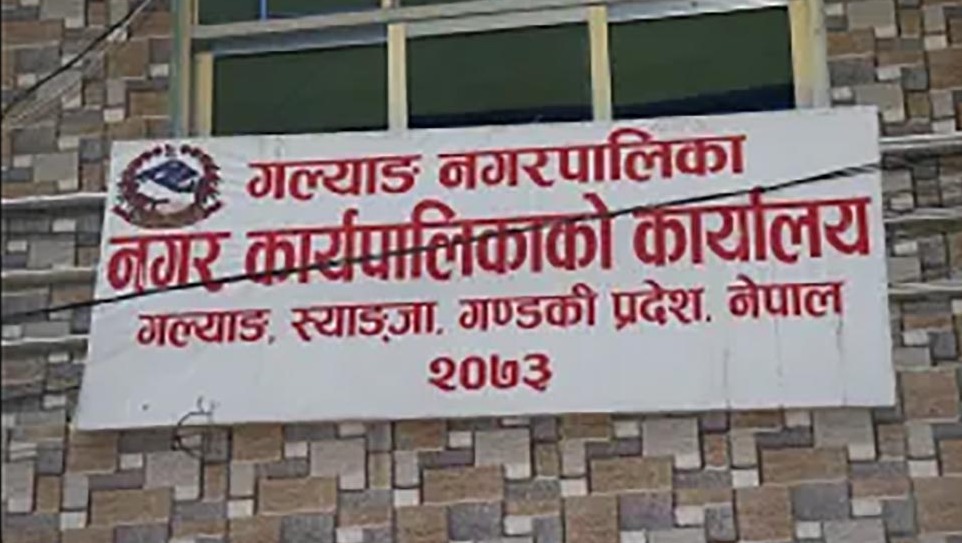 गल्याङ नगरपालिका
नगर कार्यपालिकाको कार्यालय
गल्याङ, स्याङ्जा, गण्डकी प्रदेश, नेपाल
२०७३